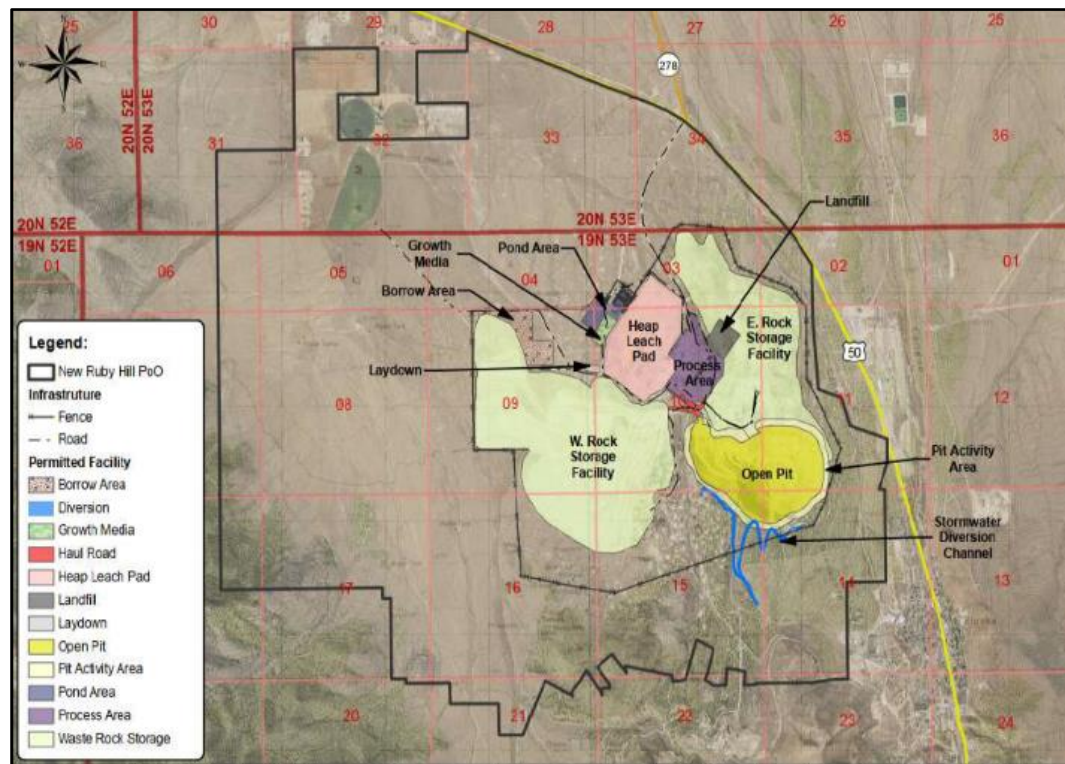 25
30
29
28
27
26
25
278
20N 52E
20N 53E
36
31
32
33
34
35
36
20N 52E
19N 52E
20N 53E
19N 53E
Landfill
01
06
05
04
03
02
01
Growth
Media
Pond Area
Borrow Area
Heap
Leach
Pad
E. Rock
Storage
Facility
Process
Area
50
Laydown
08
09
10
11
12
W. Rock
Storage
Facility
Open Pit
Pit Activity
Area
Stormwater
Diversion
Channel
17
16
15
14
13
20
21
22
23
24
Legend:
New Ruby Hill PoO
Infrastruture
Fence
Road
Permitted Facility
Borrow Area
Diversion
Growth Media
Haul Road
Heap Leach Pad
Landfill
Laydown
Open Pit
Pit Activity Area
Pond Area
Process Area
Waste Rock Storage